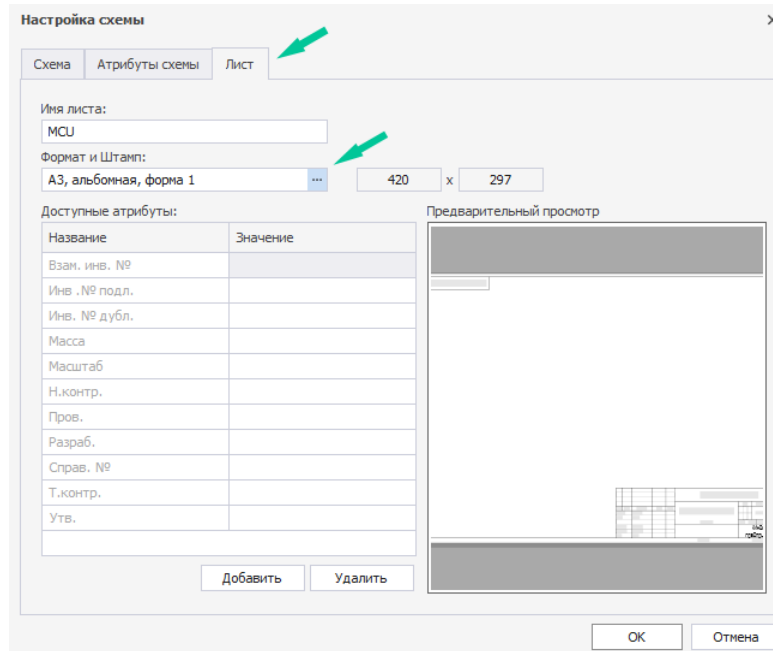 Настройка схемы
Схема Атрибуты схемы Лист
Имя листа:
MCU
Формат и Штамп:
А3, альбомная, форма 1 ... 420 x 297
Доступные атрибуты: Предварительный просмотр
Название Значение
Взам. инв. №
Инв .№ подл.
Инв. № дубл.
Масса
Масштаб
Н.контр.
Пров.
Разраб.
Справ. №
Т.контр.
Утв.
Добавить Удалить
ОК Отмена